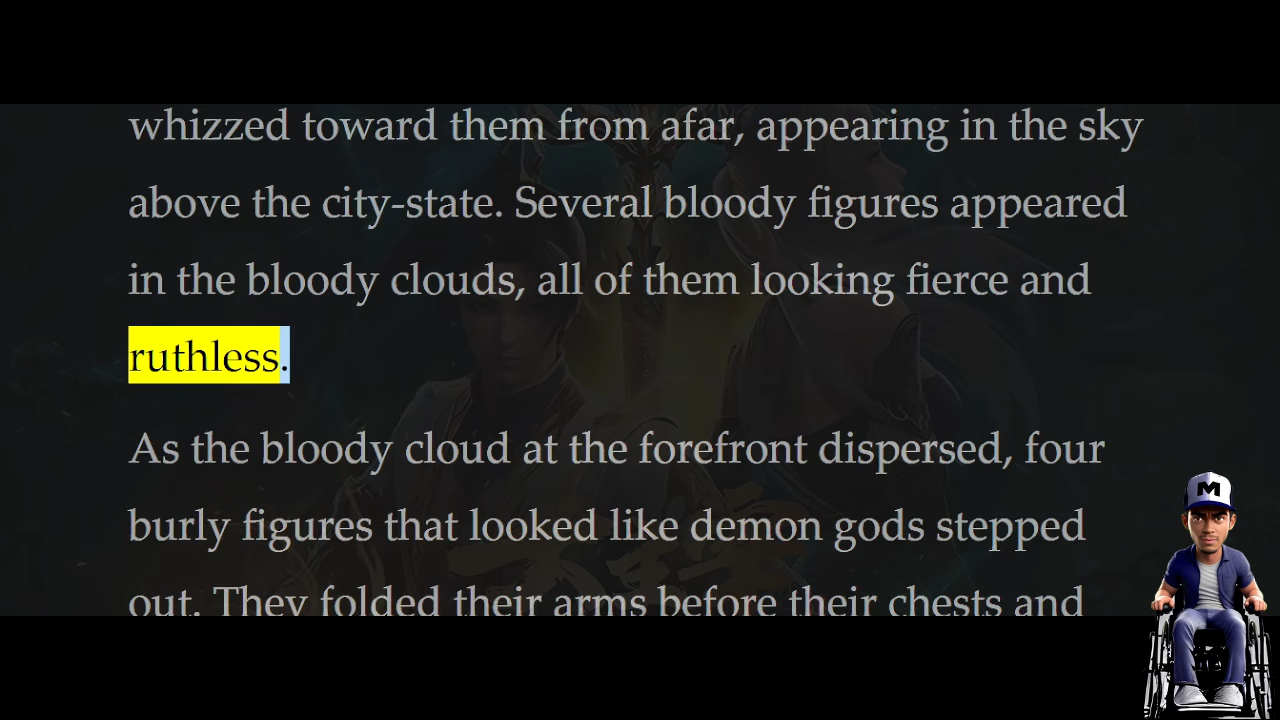 whizzed toward them from afar, appearing in the sky
above the city-state. Several bloody figures appeared
in the bloody clouds, all of them looking fierce and
ruthless.
As the bloody cloud at the forefront dispersed, four
burly figures that looked like demon gods stepped
out. They folded their arms before their chests and
M
M